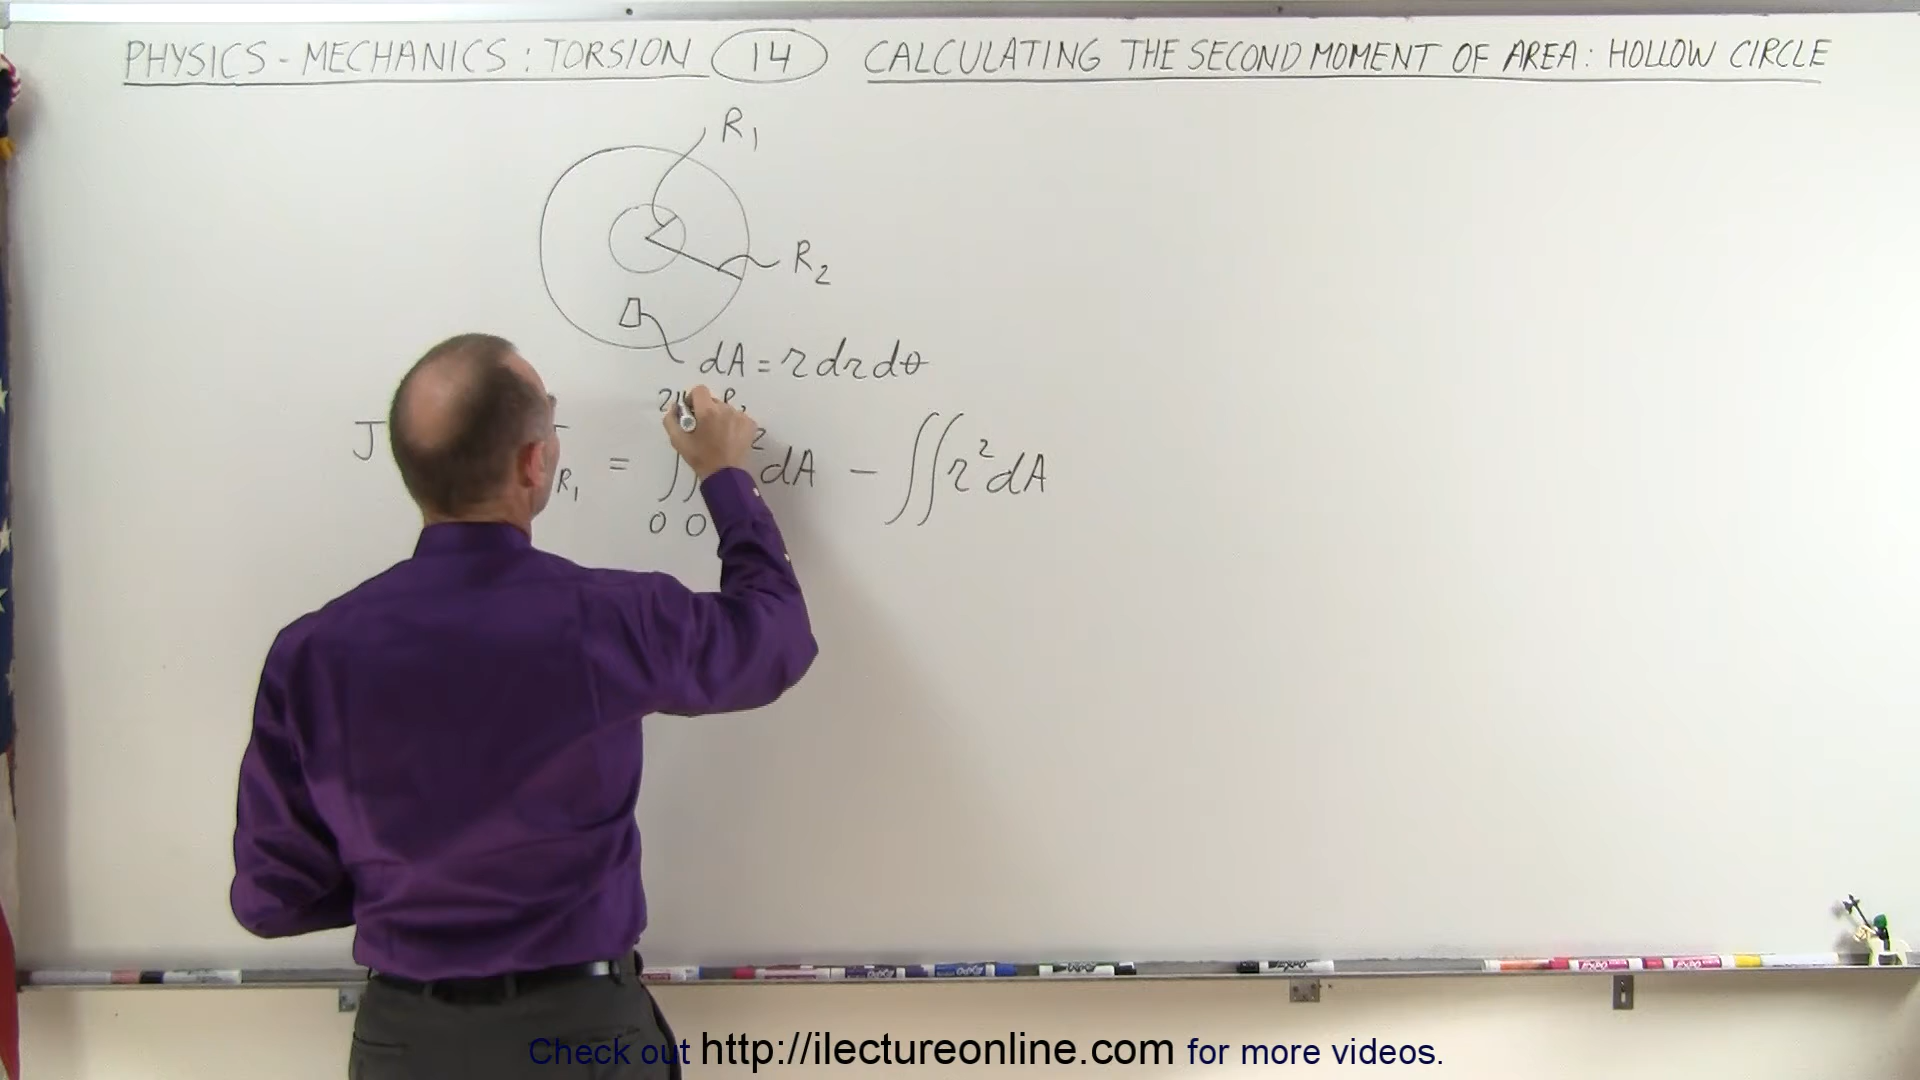 PHYSICS - MECHANICS : TORSION 14 CALCULATING THE SECOND MOMENT OF AREA: HOLLOW CIRCLE
R₁
R₂
dA = r dr dθ
J R₁ = ∫∫ ² dA − ∫∫ r² dA
0 0
Check out http://ilectureonline.com for more videos.